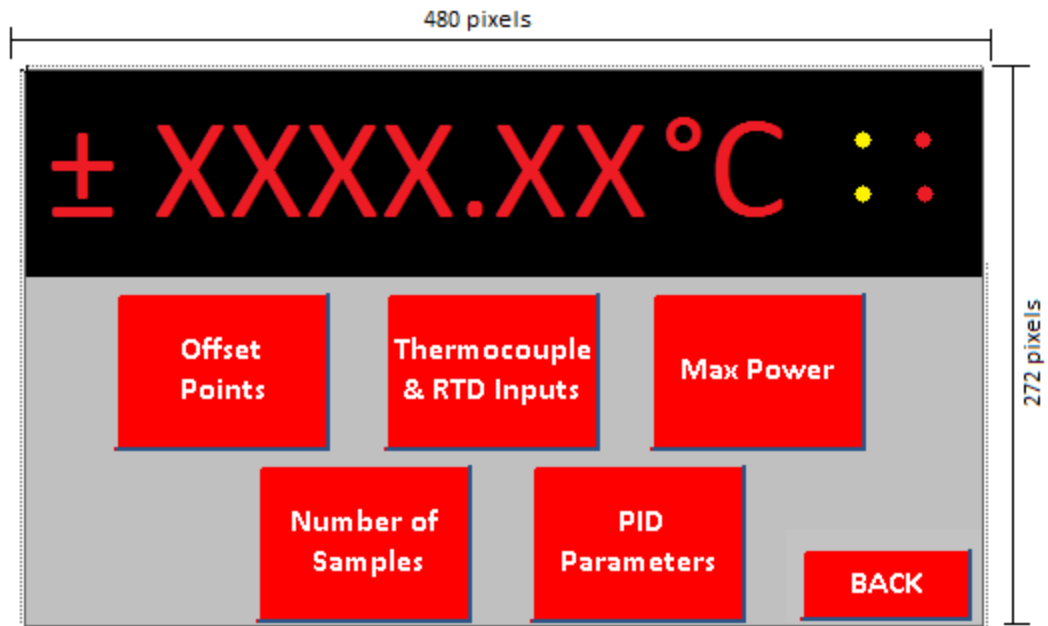 480 pixels
± XXXX.XX°C
272 pixels
Offset
Points
Thermocouple
& RTD Inputs
Max Power
Number of
Samples
PID
Parameters
BACK